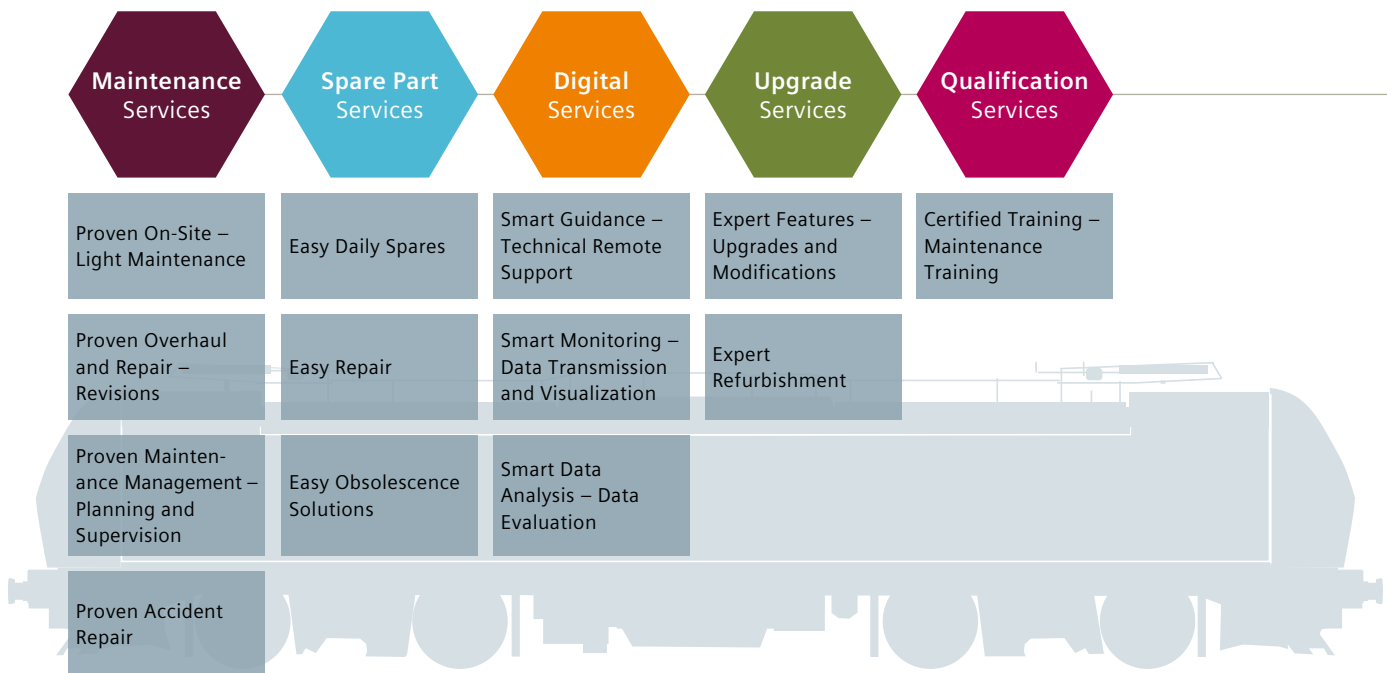 Maintenance
Services
Spare Part
Services
Digital
Services
Upgrade
Services
Qualification
Services
Proven On-Site –
Light Maintenance
Easy Daily Spares
Smart Guidance –
Technical Remote
Support
Expert Features –
Upgrades and
Modifications
Certified Training –
Maintenance
Training
Proven Overhaul
and Repair –
Revisions
Easy Repair
Smart Monitoring –
Data Transmission
and Visualization
Expert
Refurbishment
Proven Mainten-
ance Management –
Planning and
Supervision
Easy Obsolescence
Solutions
Smart Data
Analysis – Data
Evaluation
Proven Accident
Repair